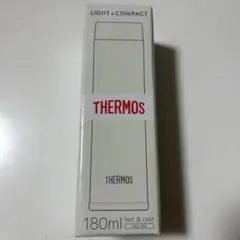 LIGHT & COMPACT
THERMOS
THERMOS
180ml hot & cold